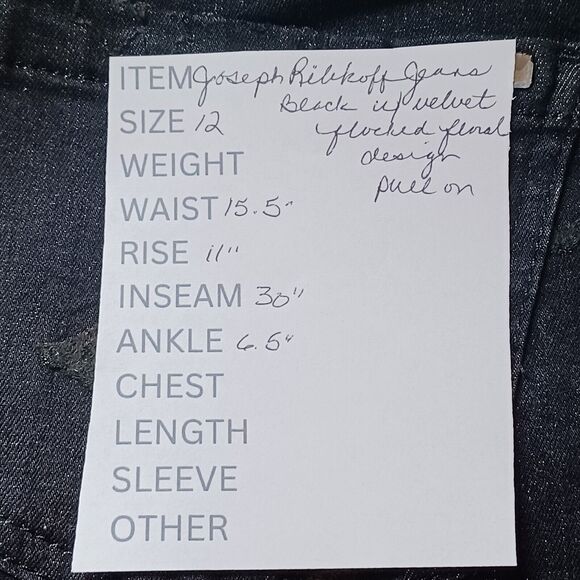 ITEM Joseph Ribkoff Jeans
Black w/ velvet
SIZE 12 flocked floral
design
WEIGHT
pull on
WAIST 15.5"
RISE 11"
INSEAM 30"
ANKLE 6.5"
CHEST
LENGTH
SLEEVE
OTHER